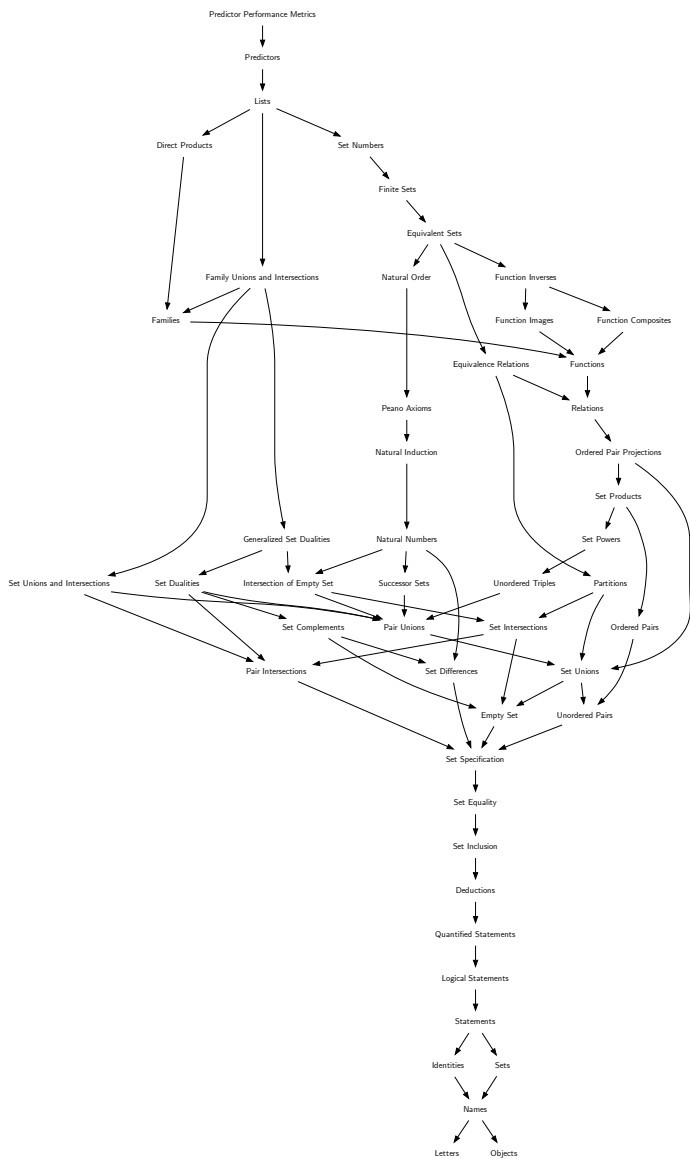 Predictor Performance Metrics
Predictors
Lists
Direct Products
Set Numbers
Finite Sets
Equivalent Sets
Family Unions and Intersections
Natural Order
Function Inverses
Families
Function Images
Function Composites
Equivalence Relations
Functions
Peano Axioms
Relations
Natural Induction
Ordered Pair Projections
Set Products
Generalized Set Dualities
Natural Numbers
Set Powers
Set Unions and Intersections
Set Dualities
Intersection of Empty Set
Successor Sets
Unordered Triples
Partitions
Set Complements
Pair Unions
Set Intersections
Ordered Pairs
Pair Intersections
Set Differences
Set Unions
Empty Set
Unordered Pairs
Set Specification
Set Equality
Set Inclusion
Deductions
Quantified Statements
Logical Statements
Statements
Identities
Sets
Names
Letters
Objects